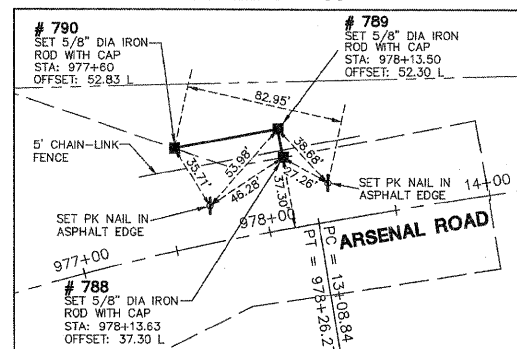 # 790
SET 5/8" DIA IRON
ROD WITH CAP
STA: 977+60
OFFSET: 52.83 L
# 789
SET 5/8" DIA IRON
ROD WITH CAP
STA: 978+13.50
OFFSET: 52.30 L
82.95'
5' CHAIN-LINK
FENCE
35.71'
53.98'
38.68'
46.28'
27.26'
37.30'
SET PK NAIL IN
ASPHALT EDGE
SET PK NAIL IN
ASPHALT EDGE
14+00
978+00
977+00
ARSENAL ROAD
PC = 13+08.84
PT = 978+26.27
# 788
SET 5/8" DIA IRON
ROD WITH CAP
STA: 978+13.63
OFFSET: 37.30 L